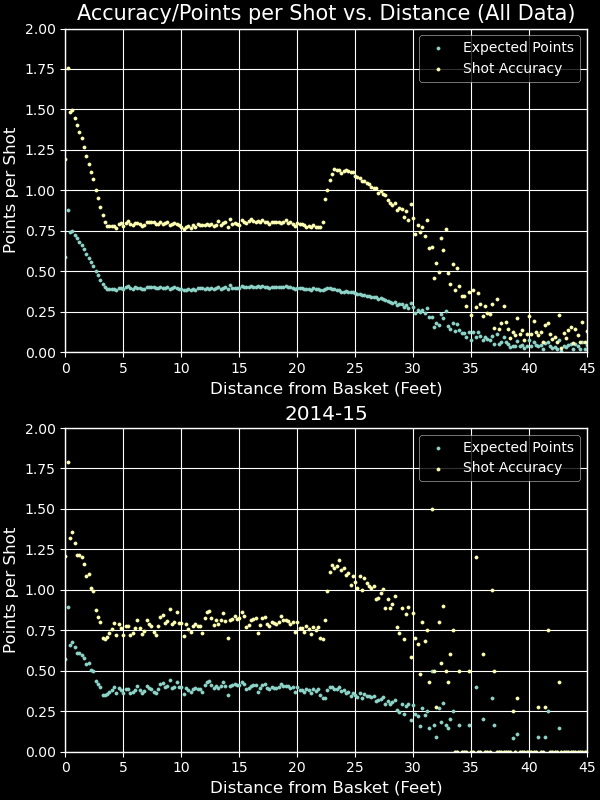 Accuracy/Points per Shot vs. Distance (All Data)
2.00
1.75
1.50
1.25
1.00
0.75
0.50
0.25
0.00
Points per Shot
Expected Points
Shot Accuracy
0 5 10 15 20 25 30 35 40 45
Distance from Basket (Feet)
2014-15
2.00
1.75
1.50
1.25
1.00
0.75
0.50
0.25
0.00
Points per Shot
Expected Points
Shot Accuracy
0 5 10 15 20 25 30 35 40 45
Distance from Basket (Feet)